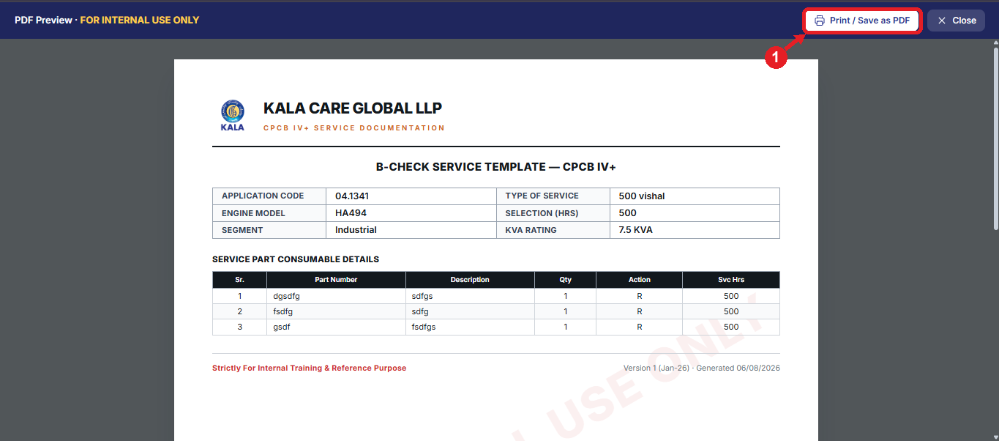 PDF Preview · FOR INTERNAL USE ONLY
Print / Save as PDF
Close
1
KALA
KALA CARE GLOBAL LLP
CPCB IV+ SERVICE DOCUMENTATION
B-CHECK SERVICE TEMPLATE — CPCB IV+
APPLICATION CODE 04.1341 TYPE OF SERVICE 500 vishal
ENGINE MODEL HA494 SELECTION (HRS) 500
SEGMENT Industrial KVA RATING 7.5 KVA
SERVICE PART CONSUMABLE DETAILS
Sr. Part Number Description Qty Action Svc Hrs
1 dgsdfg sdfgs 1 R 500
2 fsdfg sdfg 1 R 500
3 gsdf fsdfgs 1 R 500
Strictly For Internal Training & Reference Purpose
Version 1 (Jan-26) · Generated 06/08/2026
USE ONLY